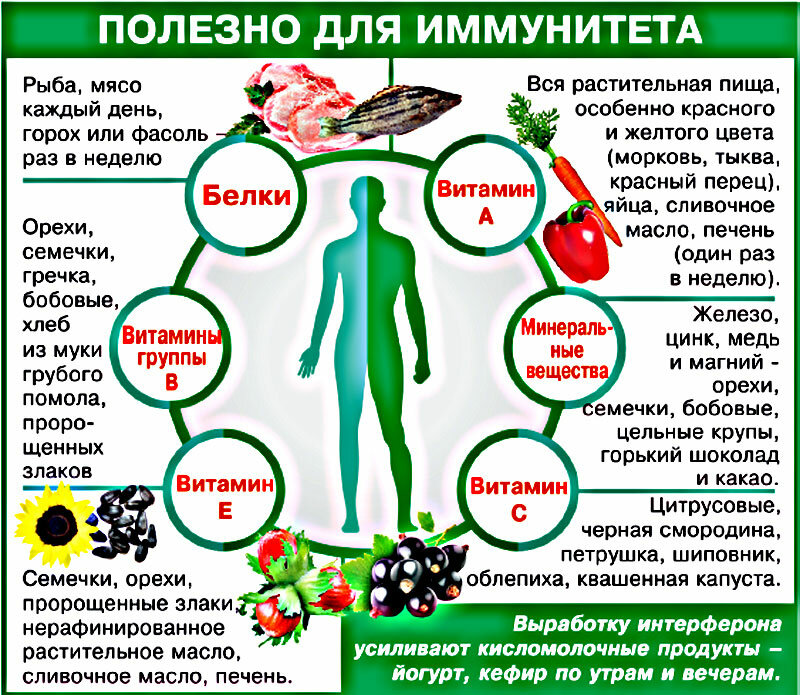 ПОЛЕЗНО ДЛЯ ИММУНИТЕТА
Рыба, мясо
каждый день,
горох или фасоль –
раз в неделю
Белки
Витамин
А
Вся растительная пища,
особенно красного
и желтого цвета
(морковь, тыква,
красный перец),
яйца, сливочное
масло, печень
(один раз
в неделю).
Орехи,
семечки,
гречка,
бобовые,
хлеб
из муки
грубого
помола,
проро-
щенных
злаков
Витамины
группы
В
Минераль-
ные
вещества
Железо,
цинк, медь
и магний -
орехи,
семечки, бобовые,
цельные крупы,
горький шоколад
и какао.
Витамин
Е
Витамин
С
Цитрусовые,
черная смородина,
петрушка, шиповник,
облепиха, квашенная капуста.
Семечки, орехи,
пророщенные злаки,
нерафинированное
растительное масло,
сливочное масло, печень.
Выработку интерферона
усиливают кисломолочные продукты –
йогурт, кефир по утрам и вечерам.